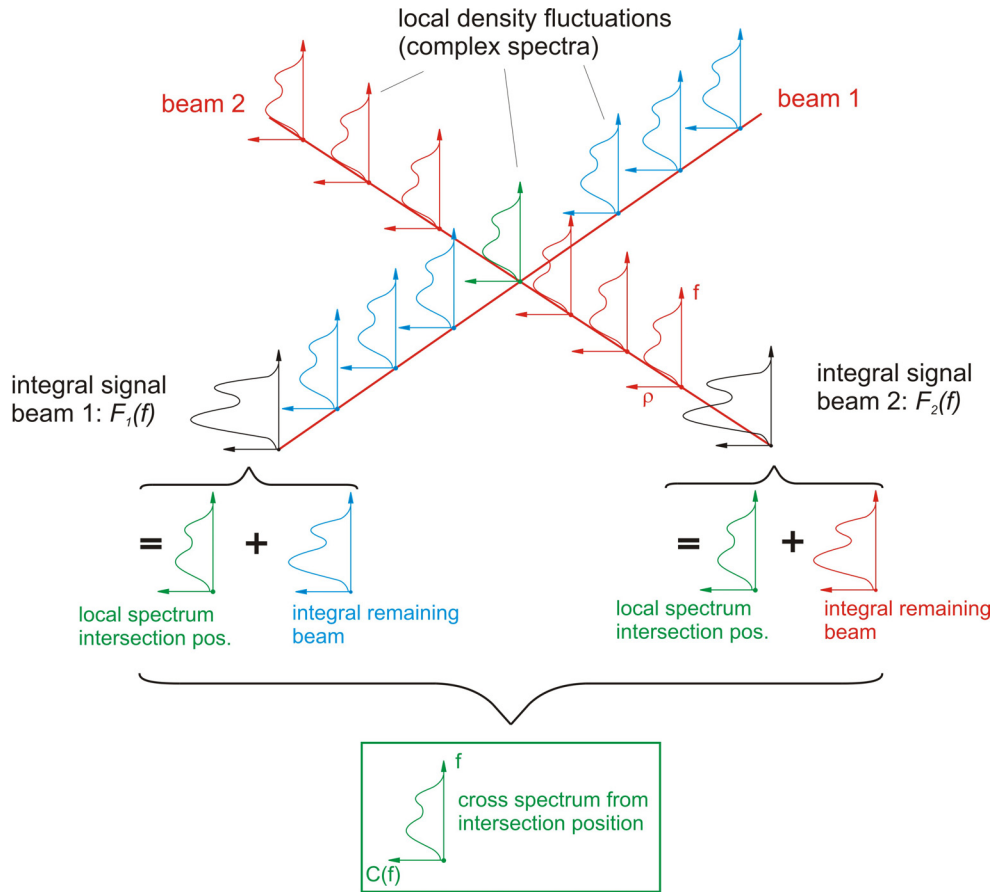 local density fluctuations
(complex spectra)
beam 2
beam 1
f
ρ
integral signal
beam 1: F₁(f)
integral signal
beam 2: F₂(f)
=
+
=
+
local spectrum
intersection pos.
integral remaining
beam
local spectrum
intersection pos.
integral remaining
beam
f
cross spectrum from
intersection position
C(f)